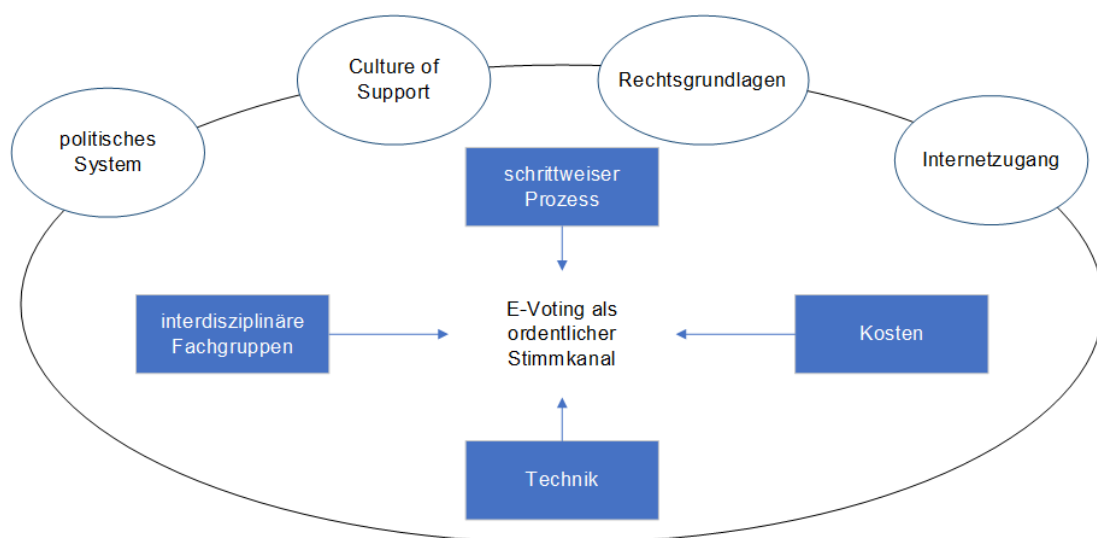 Culture of
Support
Rechtsgrundlagen
politisches
System
Internetzugang
schrittweiser
Prozess
interdisziplinäre
Fachgruppen
E-Voting als
ordentlicher
Stimmkanal
Kosten
Technik